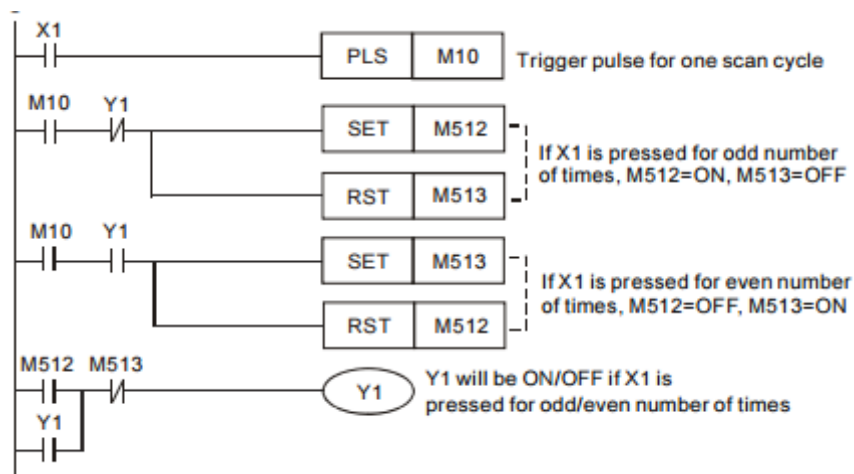 X1
PLS M10 Trigger pulse for one scan cycle
M10 Y1
SET M512
If X1 is pressed for odd number
of times, M512=ON, M513=OFF
RST M513
M10 Y1
SET M513
If X1 is pressed for even number
of times, M512=OFF, M513=ON
RST M512
M512 M513
Y1 Y1 will be ON/OFF if X1 is
pressed for odd/even number of times
Y1